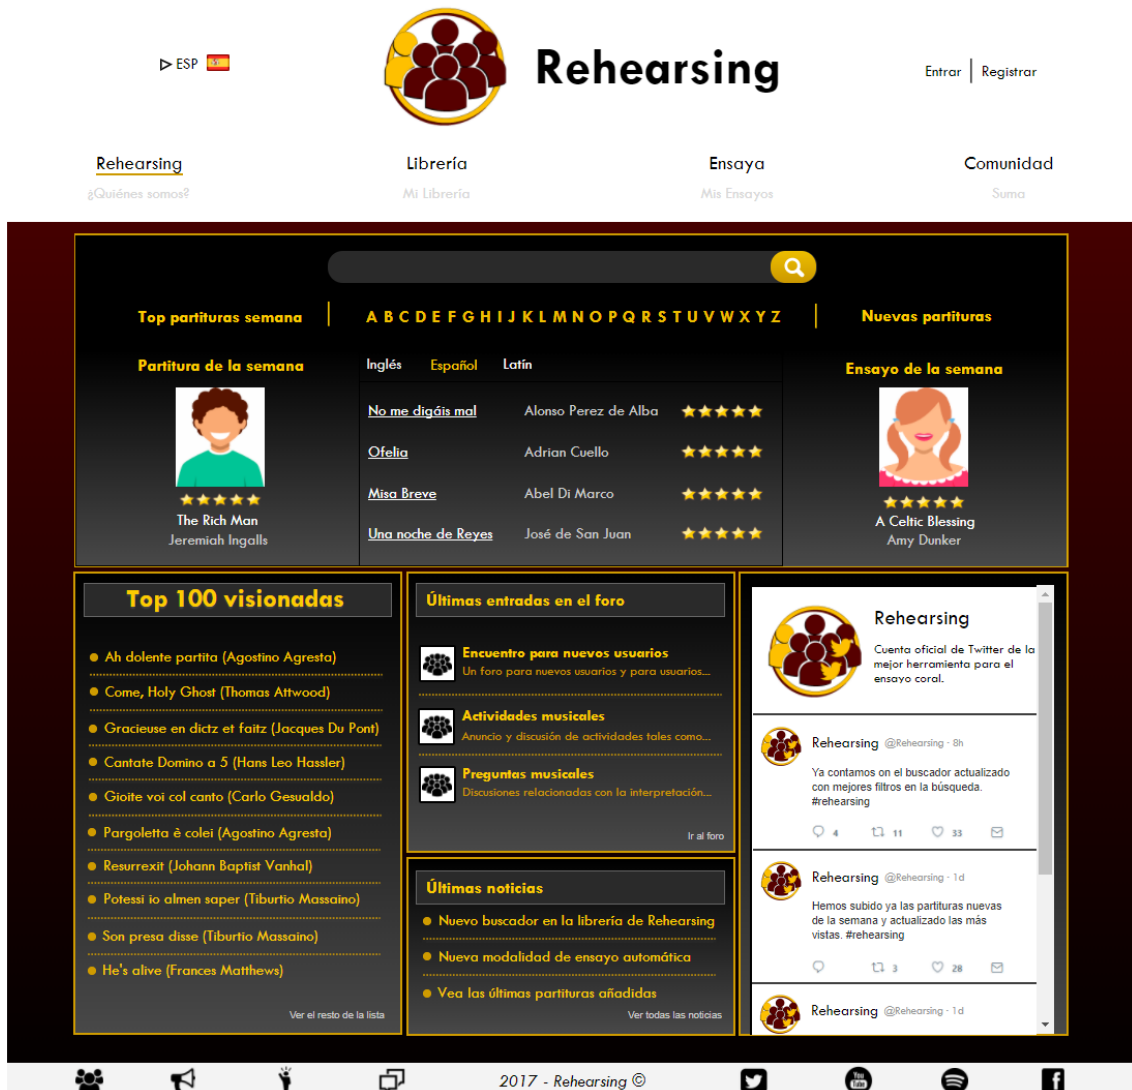 ESP
Rehearsing
Entrar | Registrar
Rehearsing
Librería
Ensaya
Comunidad
¿Quiénes somos?
Mi Librería
Mis Ensayos
Suma
Top partituras semana
A B C D E F G H I J K L M N O P Q R S T U V W X Y Z
Nuevas partituras
Partitura de la semana
The Rich Man
Jeremiah Ingalls
Inglés Español Latín
No me digáis mal Alonso Perez de Alba
Ofelia Adrian Cuello
Misa Breve Abel Di Marco
Una noche de Reyes José de San Juan
Ensayo de la semana
A Celtic Blessing
Amy Dunker
Top 100 visionadas
Ah dolente partita (Agostino Agresta)
Come, Holy Ghost (Thomas Attwood)
Gracieuse en dictz et faitz (Jacques Du Pont)
Cantate Domino a 5 (Hans Leo Hassler)
Gioite voi col canto (Carlo Gesualdo)
Pargoletta è colei (Agostino Agresta)
Resurrexit (Johann Baptist Vanhal)
Potessi io almen saper (Tiburtio Massaino)
Son presa disse (Tiburtio Massaino)
He's alive (Frances Matthews)
Ver el resto de la lista
Últimas entradas en el foro
Encuentro para nuevos usuarios
Un foro para nuevos usuarios y para usuarios...
Actividades musicales
Anuncio y discusión de actividades tales como...
Preguntas musicales
Discusiones relacionadas con la interpretación...
Ir al foro
Últimas noticias
Nuevo buscador en la librería de Rehearsing
Nueva modalidad de ensayo automática
Vea las últimas partituras añadidas
Ver todas las noticias
Rehearsing
Cuenta oficial de Twitter de la
mejor herramienta para el
ensayo coral.
Rehearsing @Rehearsing - 8h
Ya contamos on el buscador actualizado
con mejores filtros en la búsqueda.
#rehearsing
4 11 33
Rehearsing @Rehearsing - 1d
Hemos subido ya las partituras nuevas
de la semana y actualizado las más
vistas. #rehearsing
3 28
Rehearsing @Rehearsing - 1d
2017 - Rehearsing ©
You
Tube